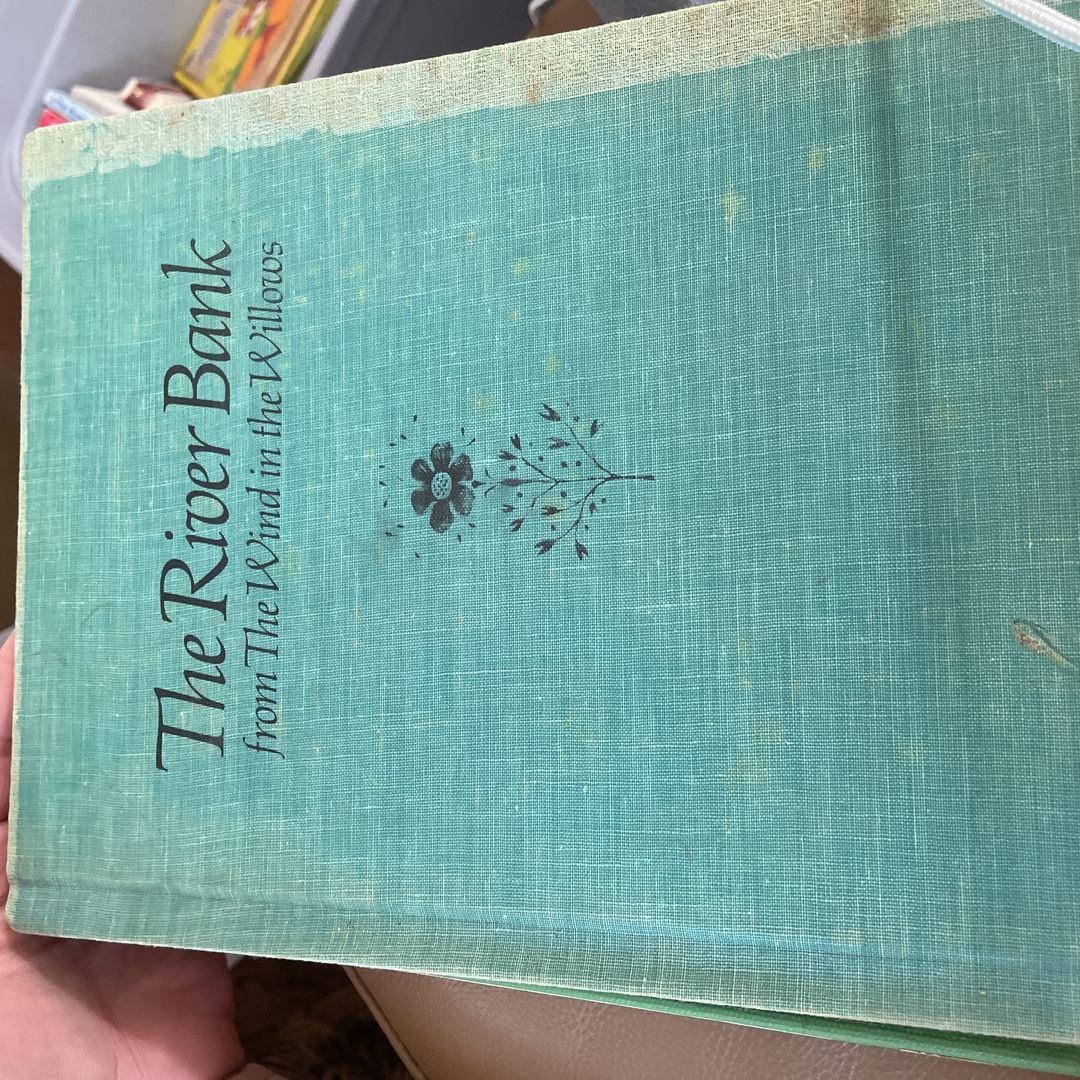 The River Bank
from The Wind in the Willows